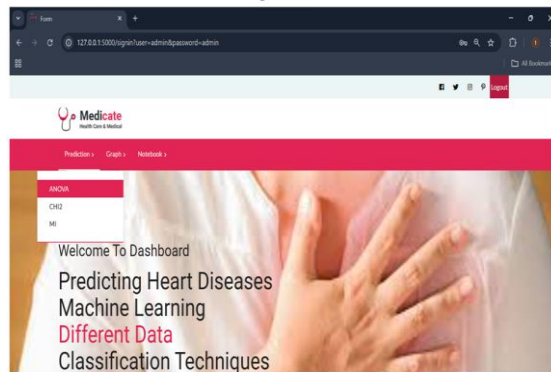 Form
127.0.0.1:5000/signin?user=admin&password=admin
All Bookmarks
Logout
Medicate
Health Care & Medical
Prediction Graph Notebook
ANOVA
CHI2
MI
Welcome To Dashboard
Predicting Heart Diseases
Machine Learning
Different Data
Classification Techniques